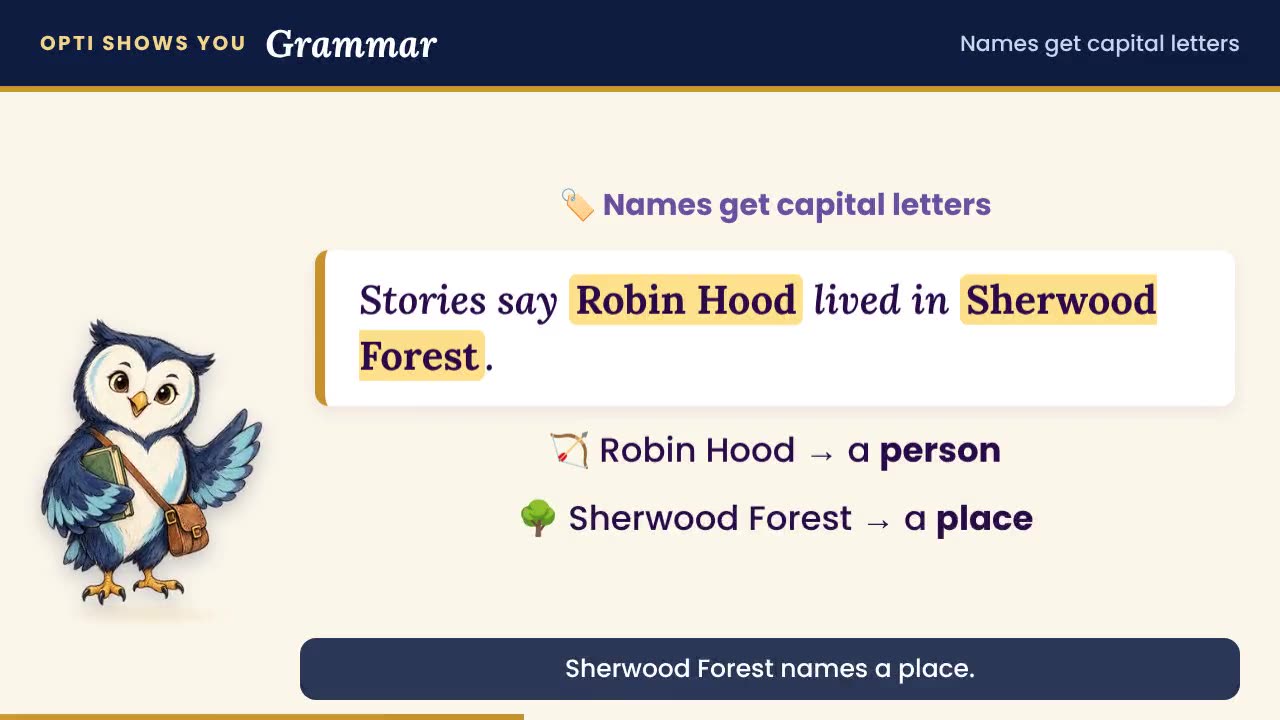 OPTI SHOWS YOU Grammar
Names get capital letters
🏷️ Names get capital letters
Stories say Robin Hood lived in Sherwood
Forest.
🏹 Robin Hood → a person
🌳 Sherwood Forest → a place
Sherwood Forest names a place.